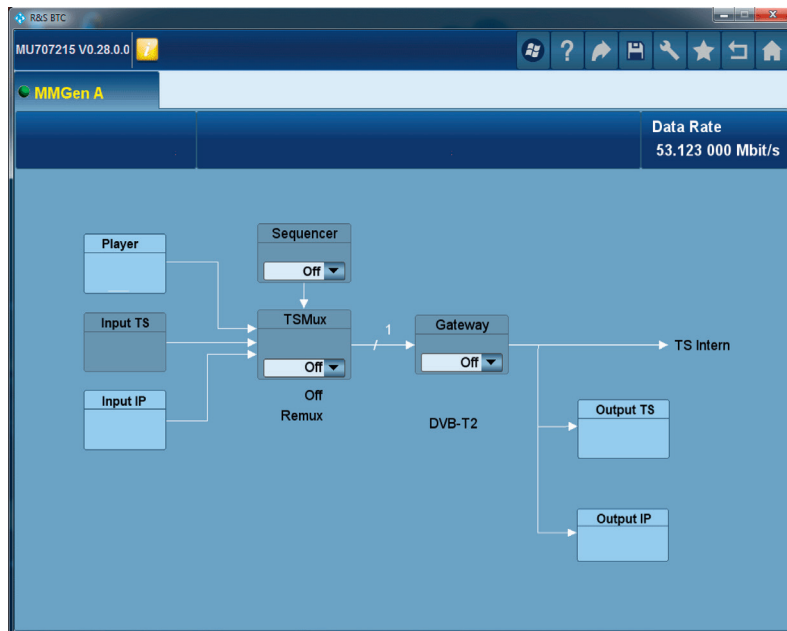 R&S BTC
MU707215 V0.28.0.0
MMGen A
Data Rate
53.123 000 Mbit/s
Player
Sequencer
Off
Input TS
TSMux
1
Gateway
Off
Off
TS Intern
Input IP
Off
Remux
DVB-T2
Output TS
Output IP